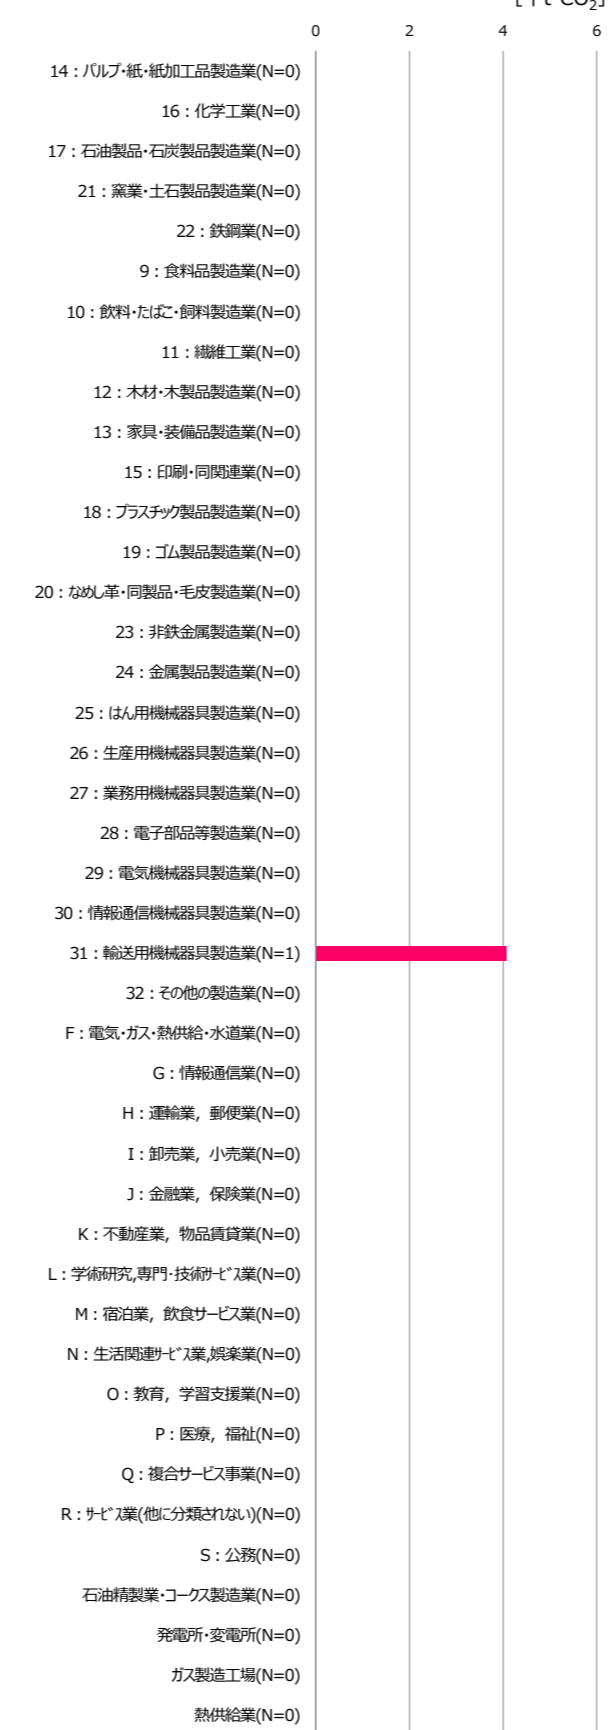 0 2 4 6
14：パルプ・紙・紙加工品製造業(N=0)
16：化学工業(N=0)
17：石油製品・石炭製品製造業(N=0)
21：窯業・土石製品製造業(N=0)
22：鉄鋼業(N=0)
9：食料品製造業(N=0)
10：飲料・たばこ・飼料製造業(N=0)
11：繊維工業(N=0)
12：木材・木製品製造業(N=0)
13：家具・装備品製造業(N=0)
15：印刷・同関連業(N=0)
18：プラスチック製品製造業(N=0)
19：ゴム製品製造業(N=0)
20：なめし革・同製品・毛皮製造業(N=0)
23：非鉄金属製造業(N=0)
24：金属製品製造業(N=0)
25：はん用機械器具製造業(N=0)
26：生産用機械器具製造業(N=0)
27：業務用機械器具製造業(N=0)
28：電子部品等製造業(N=0)
29：電気機械器具製造業(N=0)
30：情報通信機械器具製造業(N=0)
31：輸送用機械器具製造業(N=1)
32：その他の製造業(N=0)
F：電気・ガス・熱供給・水道業(N=0)
G：情報通信業(N=0)
H：運輸業，郵便業(N=0)
I：卸売業，小売業(N=0)
J：金融業，保険業(N=0)
K：不動産業，物品賃貸業(N=0)
L：学術研究,専門・技術ｻｰﾋﾞｽ業(N=0)
M：宿泊業，飲食サービス業(N=0)
N：生活関連ｻｰﾋﾞｽ業,娯楽業(N=0)
O：教育，学習支援業(N=0)
P：医療，福祉(N=0)
Q：複合サービス事業(N=0)
R：ｻｰﾋﾞｽ業(他に分類されない)(N=0)
S：公務(N=0)
石油精製業・コークス製造業(N=0)
発電所・変電所(N=0)
ガス製造工場(N=0)
熱供給業(N=0)